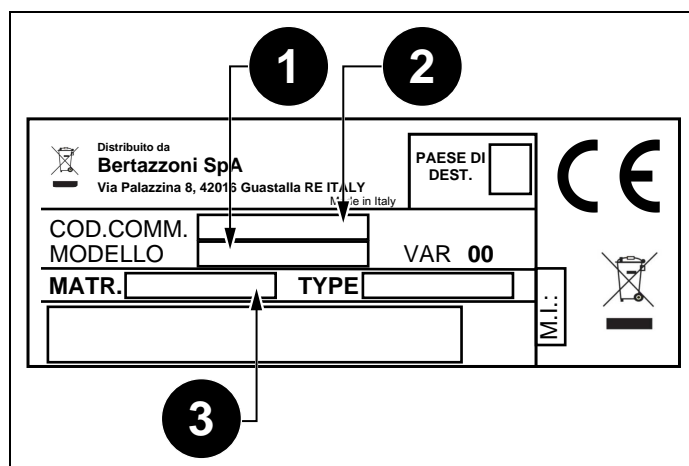 1 2
Distribuito da
Bertazzoni SpA
Via Palazzina 8, 42016 Guastalla RE ITALY
Made in Italy
PAESE DI
DEST.
CE
COD.COMM.
MODELLO
VAR 00
MATR.
TYPE
M.I.:
3